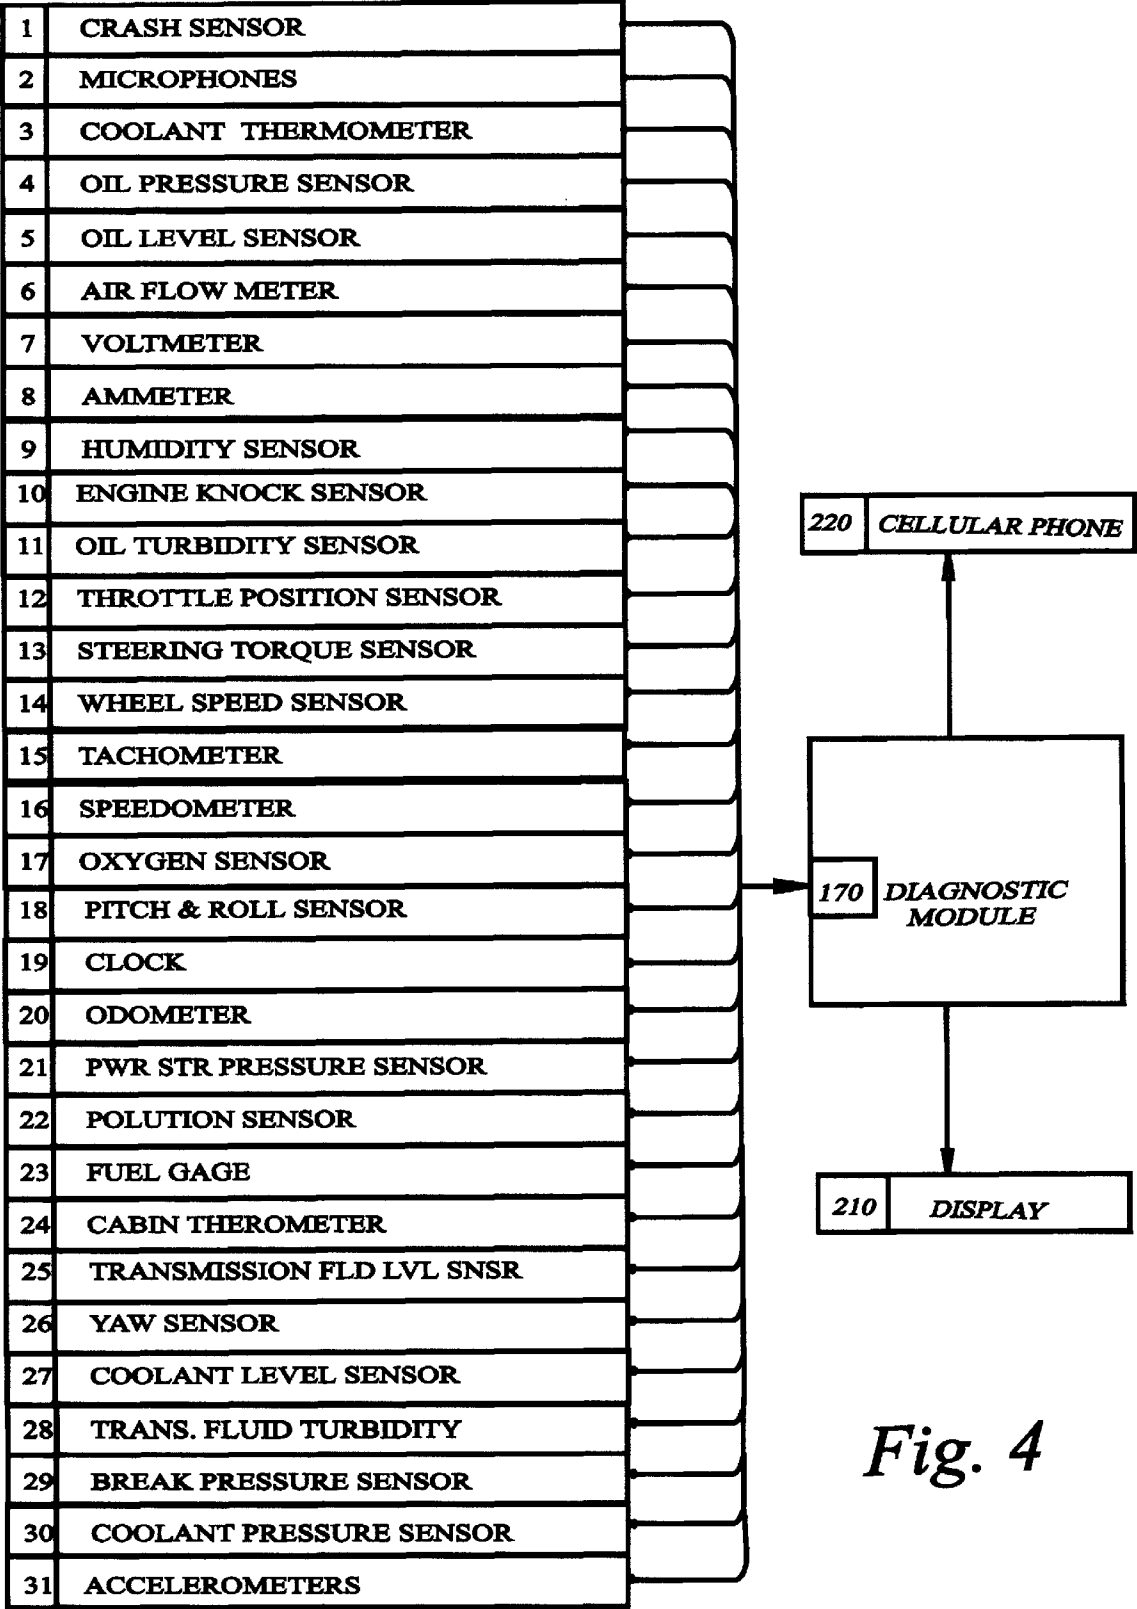 1 CRASH SENSOR
2 MICROPHONES
3 COOLANT THERMOMETER
4 OIL PRESSURE SENSOR
5 OIL LEVEL SENSOR
6 AIR FLOW METER
7 VOLTMETER
8 AMMETER
9 HUMIDITY SENSOR
10 ENGINE KNOCK SENSOR
11 OIL TURBIDITY SENSOR
12 THROTTLE POSITION SENSOR
13 STEERING TORQUE SENSOR
14 WHEEL SPEED SENSOR
15 TACHOMETER
16 SPEEDOMETER
17 OXYGEN SENSOR
18 PITCH & ROLL SENSOR
19 CLOCK
20 ODOMETER
21 PWR STR PRESSURE SENSOR
22 POLUTION SENSOR
23 FUEL GAGE
24 CABIN THEROMETER
25 TRANSMISSION FLD LVL SNSR
26 YAW SENSOR
27 COOLANT LEVEL SENSOR
28 TRANS. FLUID TURBIDITY
29 BREAK PRESSURE SENSOR
30 COOLANT PRESSURE SENSOR
31 ACCELEROMETERS
220 CELLULAR PHONE
170 DIAGNOSTIC
MODULE
210 DISPLAY
Fig. 4